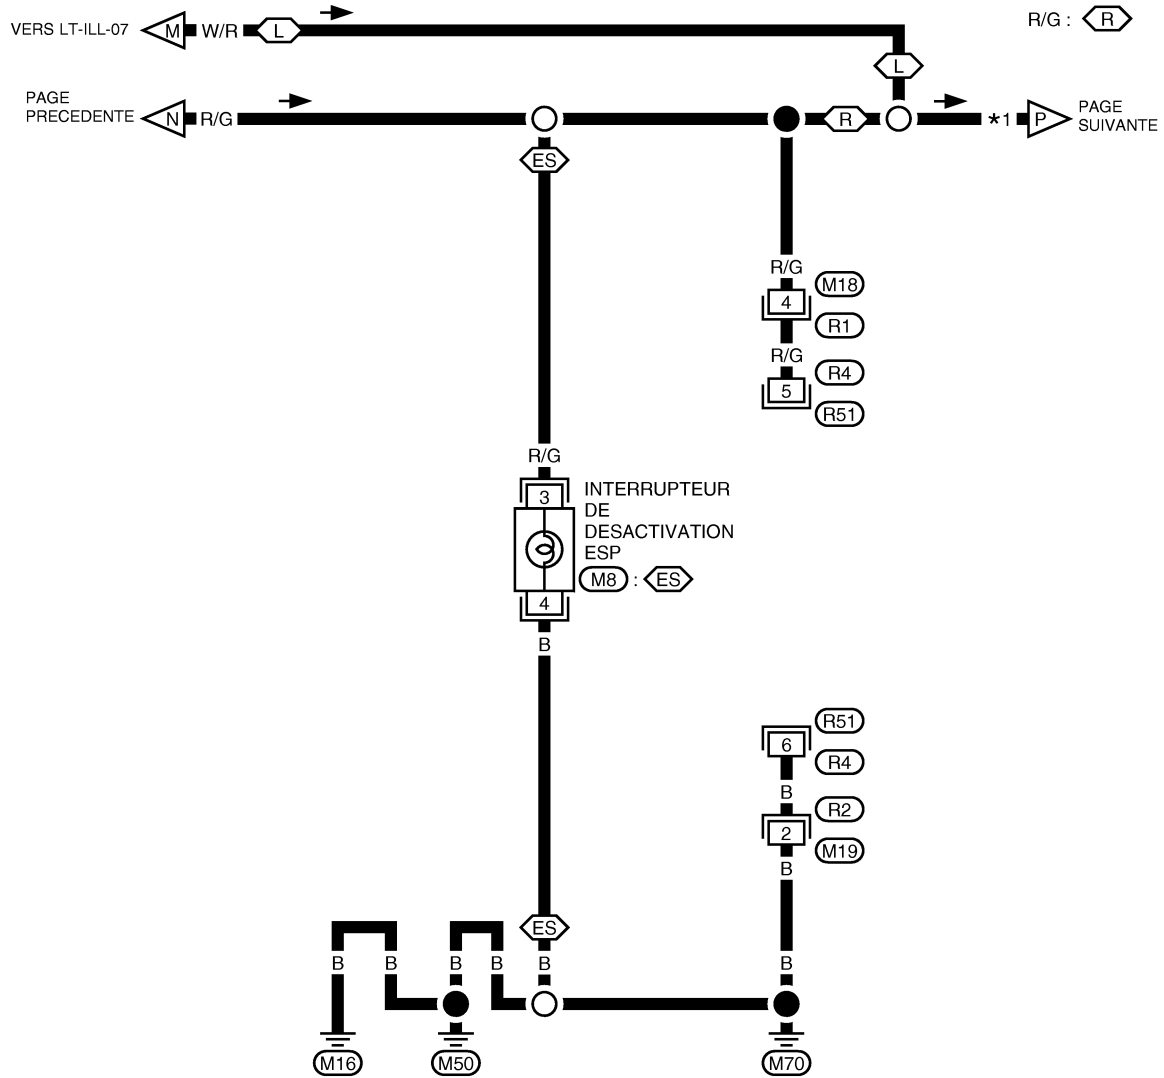 R/G : R
VERS LT-ILL-07 M W/R L
L
PAGE
PRECEDENTE N R/G
R *1 P PAGE
SUIVANTE
ES
R/G
4 M18
R1
R/G
5 R4
R51
R/G
3 INTERRUPTEUR
DE
DESACTIVATION
ESP
M8 : ES
4
B
R51
6
R4
B
R2
2
M19
B
ES
B B B B B B
M16 M50 M70